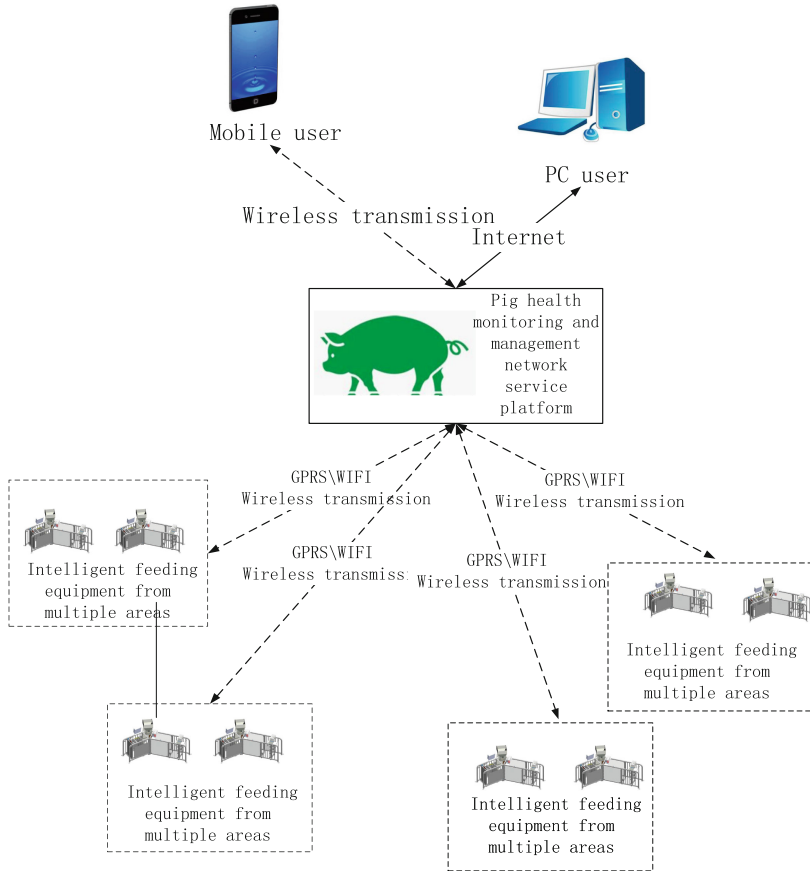 Mobile user
PC user
Wireless transmission
Internet
Pig health
monitoring and
management
network
service
platform
GPRS\WIFI
Wireless transmission
GPRS\WIFI
Wireless transmission
Intelligent feeding
equipment from
multiple areas
GPRS\WIFI
Wireless transmiss
GPRS\WIFI
Wireless transmission
Intelligent feeding
equipment from
multiple areas
Intelligent feeding
equipment from
multiple areas
Intelligent feeding
equipment from
multiple areas